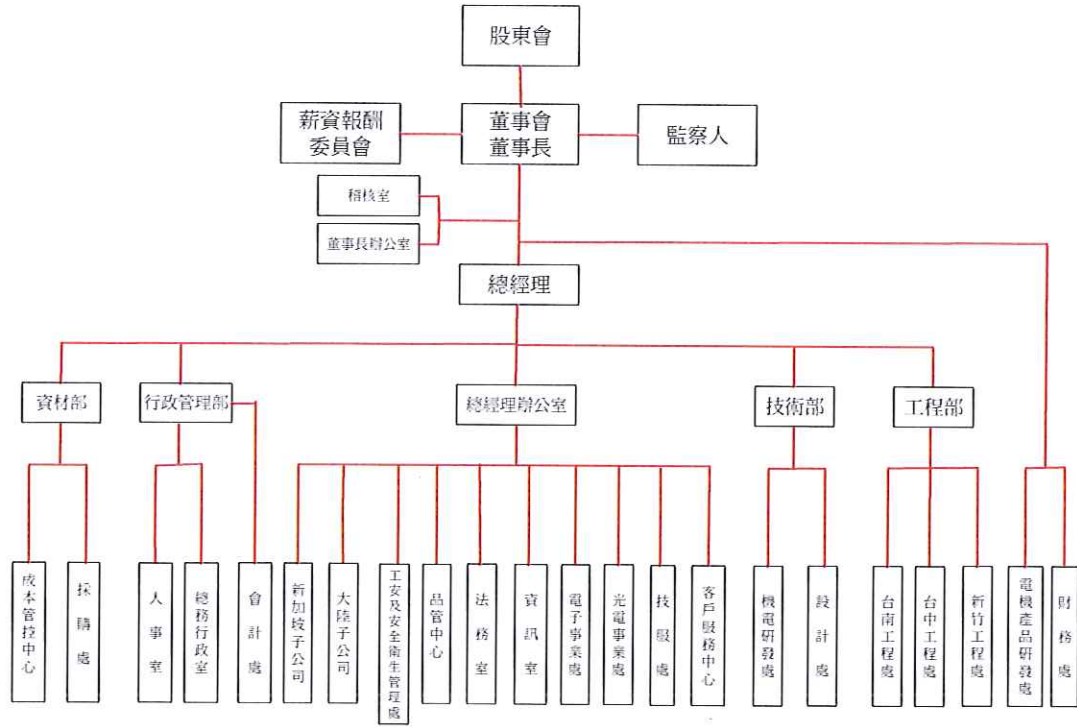 股東會
薪資報酬
委員會
董事會
董事長
監察人
稽核室
董事長辦公室
總經理
資材部
行政管理部
總經理辦公室
技術部
工程部
成本管控中心
採購處
人事室
總務行政室
會計處
新加坡子公司
大陸子公司
工安及安全衛生管理處
品管中心
法務室
資訊室
電子事業處
光電事業處
技服處
客戶服務中心
機電研發處
設計處
台南工程處
台中工程處
新竹工程處
電機產品研發處
財務處